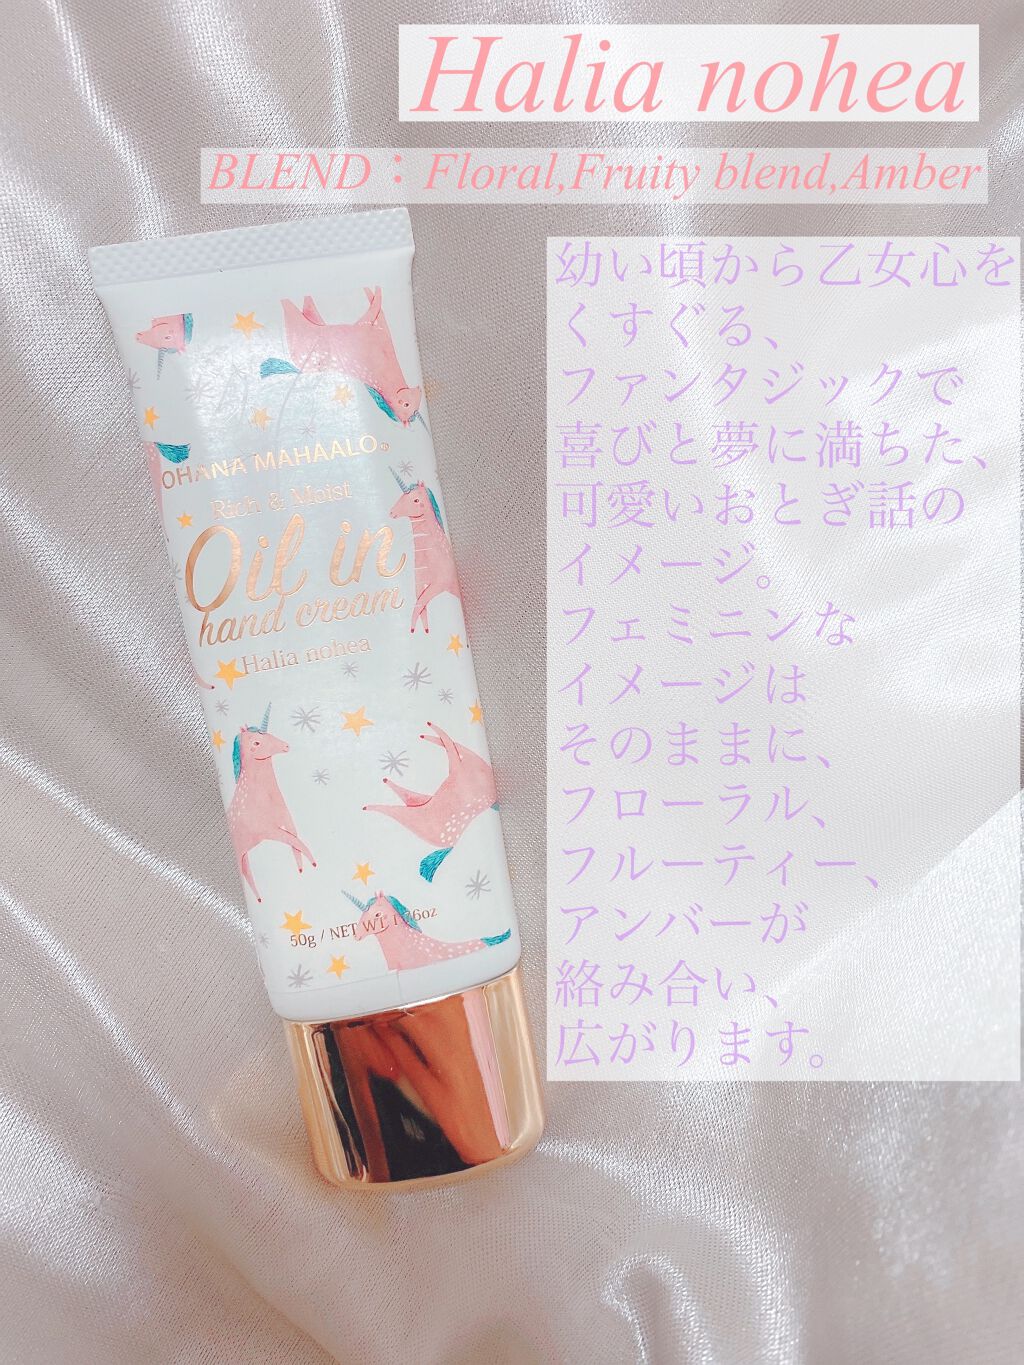 Halia nohea
BLEND：Floral,Fruity blend,Amber
幼い頃から乙女心を
くすぐる、
ファンタジックで
喜びと夢に満ちた、
可愛いおとぎ話の
イメージ。
フェミニンな
イメージは
そのままに、
フローラル、
フルーティー、
アンバーが
絡み合い、
広がります。
OHANA MAHAALO®
Rich & Moist
Oil in
hand cream
Halia nohea
50g / NET WT 1.76oz